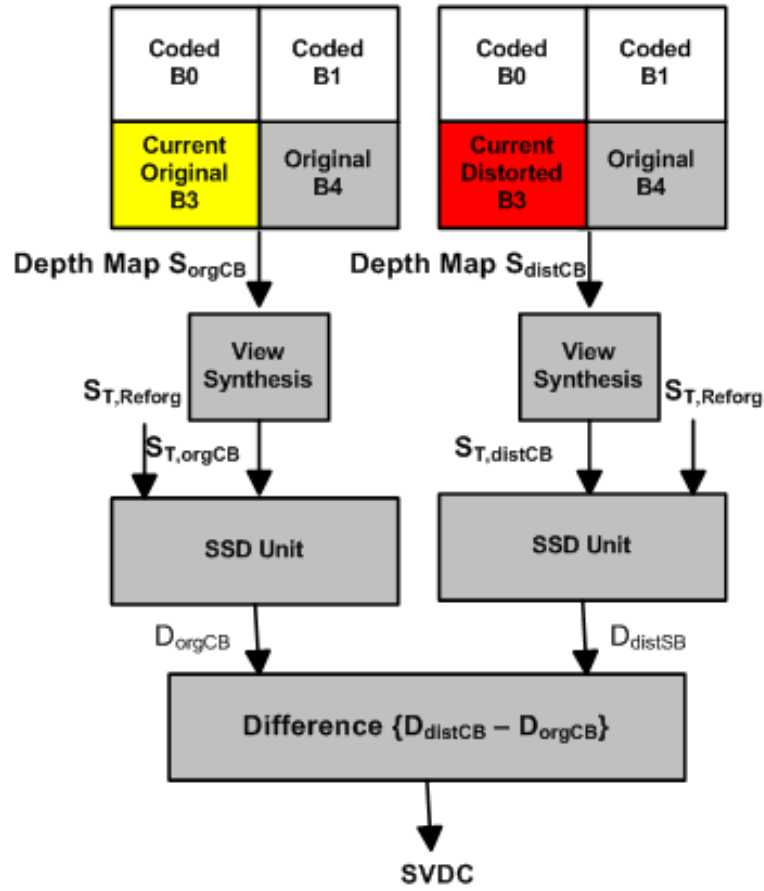 Coded B0
Coded B1
Current Original B3
Original B4
Coded B0
Coded B1
Current Distorted B3
Original B4
Depth Map SorgCB
Depth Map SdistCB
View Synthesis
View Synthesis
ST,Reforg
ST,Reforg
ST,orgCB
ST,distCB
SSD Unit
SSD Unit
DorgCB
DdistSB
Difference {DdistCB – DorgCB}
SVDC